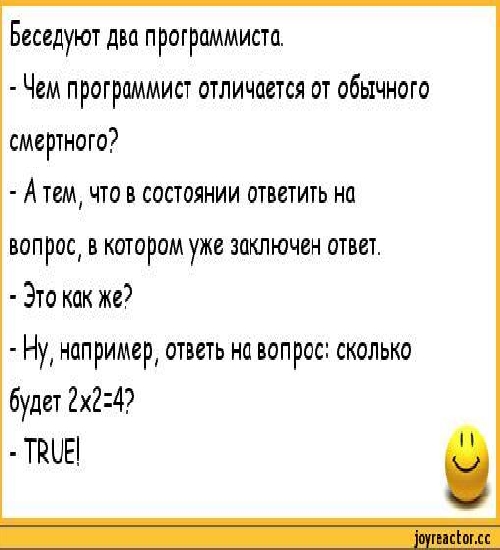 Беседуют два программиста.
- Чем программист отличается от обычного
смертного?
- А тем, что в состоянии ответить на
вопрос, в котором уже заключен ответ.
- Это как же?
- Ну, например, ответь на вопрос: сколько
будет 2x2=4?
- TRUE!
joyreactor.cc